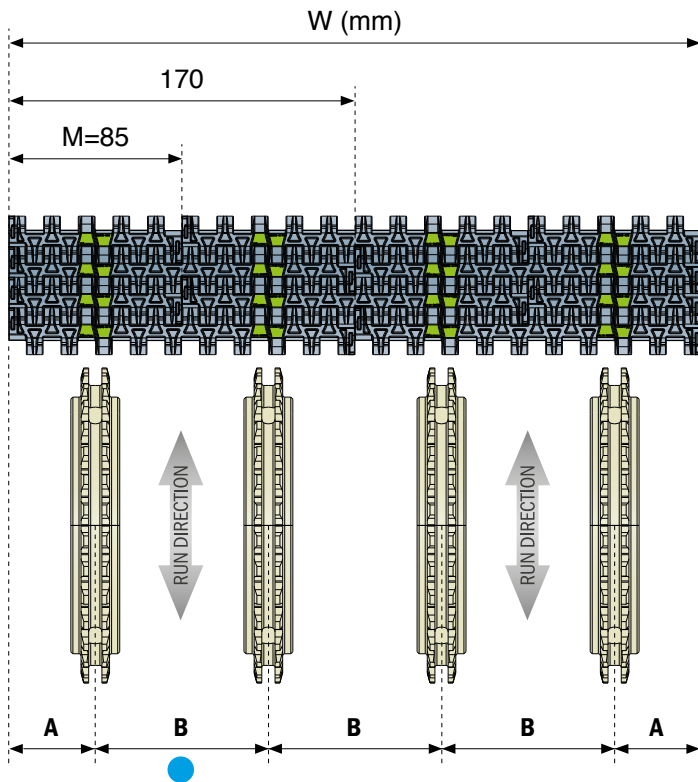 W (mm)
170
M=85
RUN DIRECTION
RUN DIRECTION
A B B B A